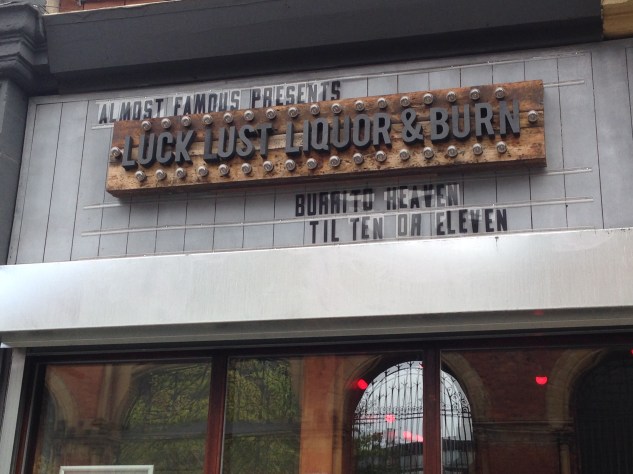 ALMOST FAMOUS PRESENTS
LUCK LUST LIQUOR & BURN
BURRITO HEAVEN
TIL TEN OR ELEVEN